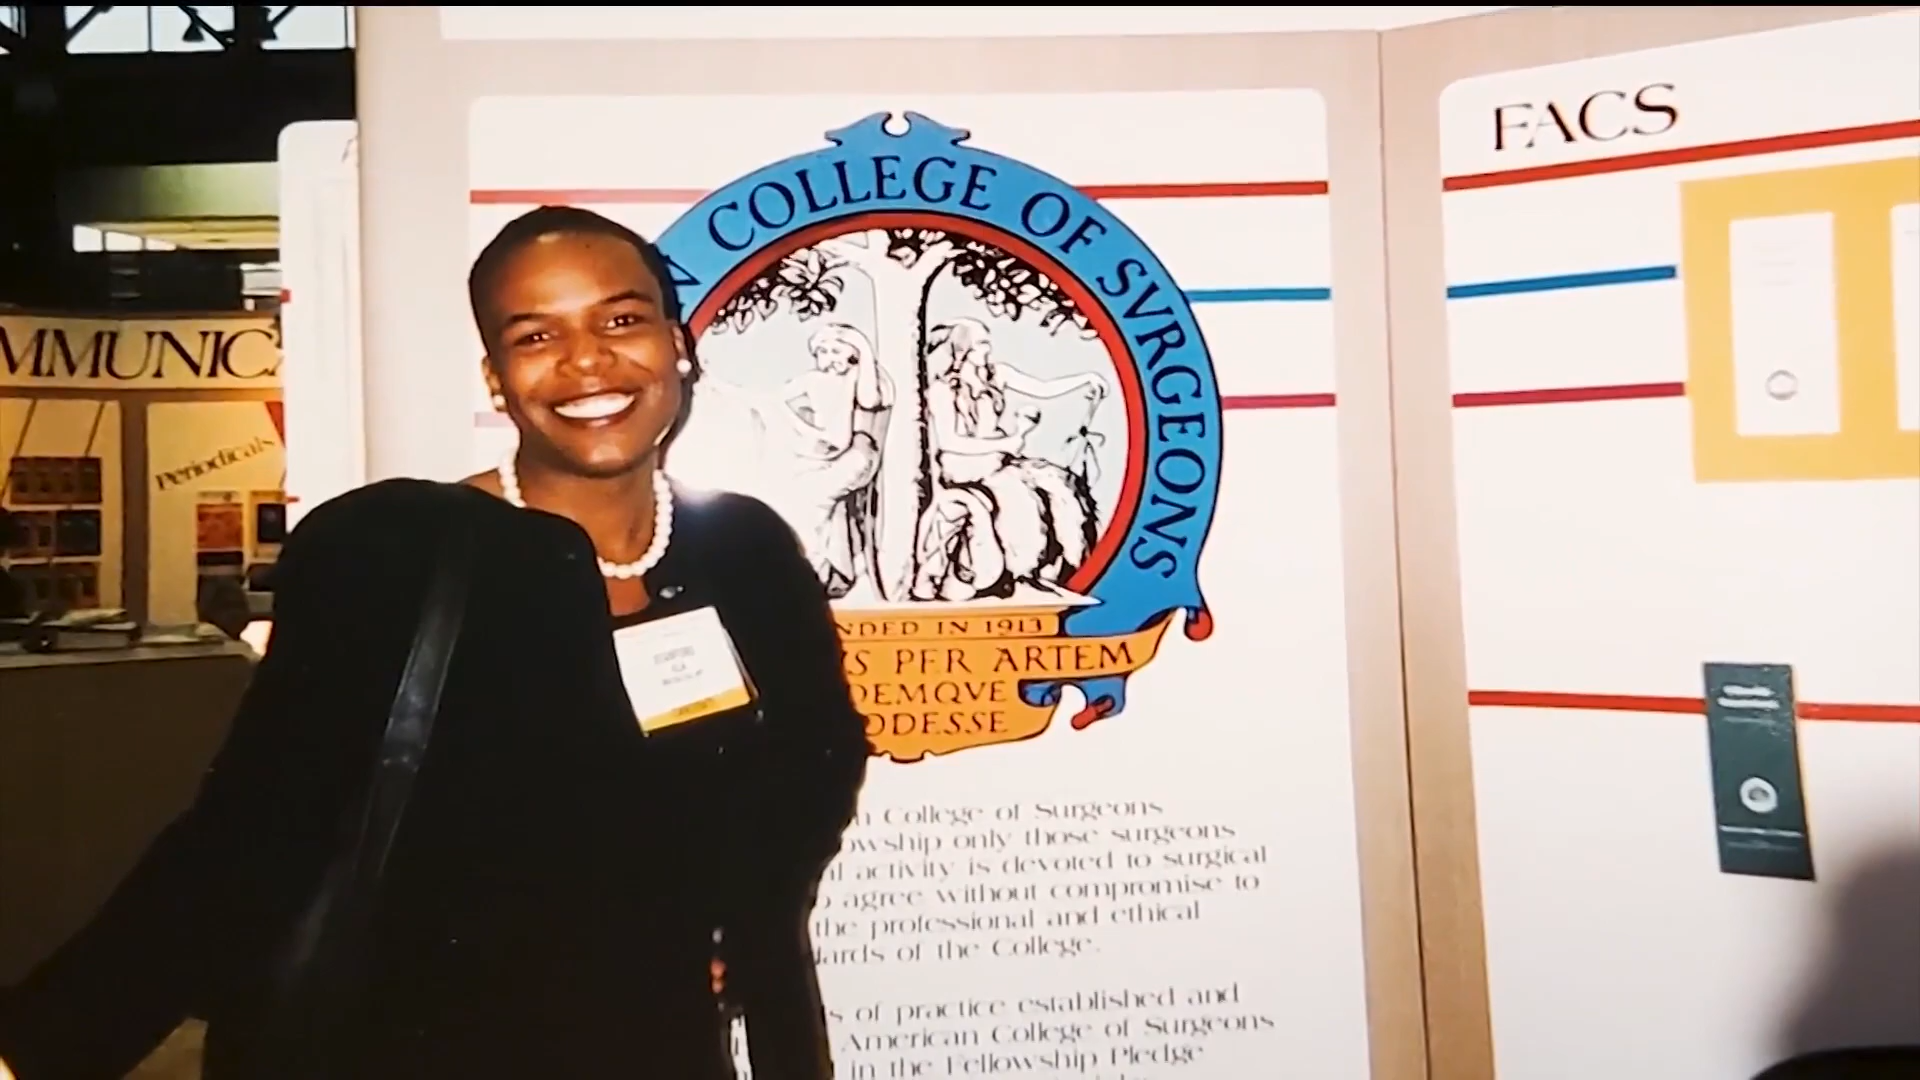 COLLEGE OF SVRGEONS
FACS
MMUNICA
Periodicals
NDED IN 1913
S PER ARTEM
DEMQVE
ODESSE
n College of Surgeons
owship only those surgeons
al activity is devoted to surgical
o agree without compromise to
the professional and ethical
dards of the College.
s of practice established and
American College of Surgeons
in the Fellowship Pledge